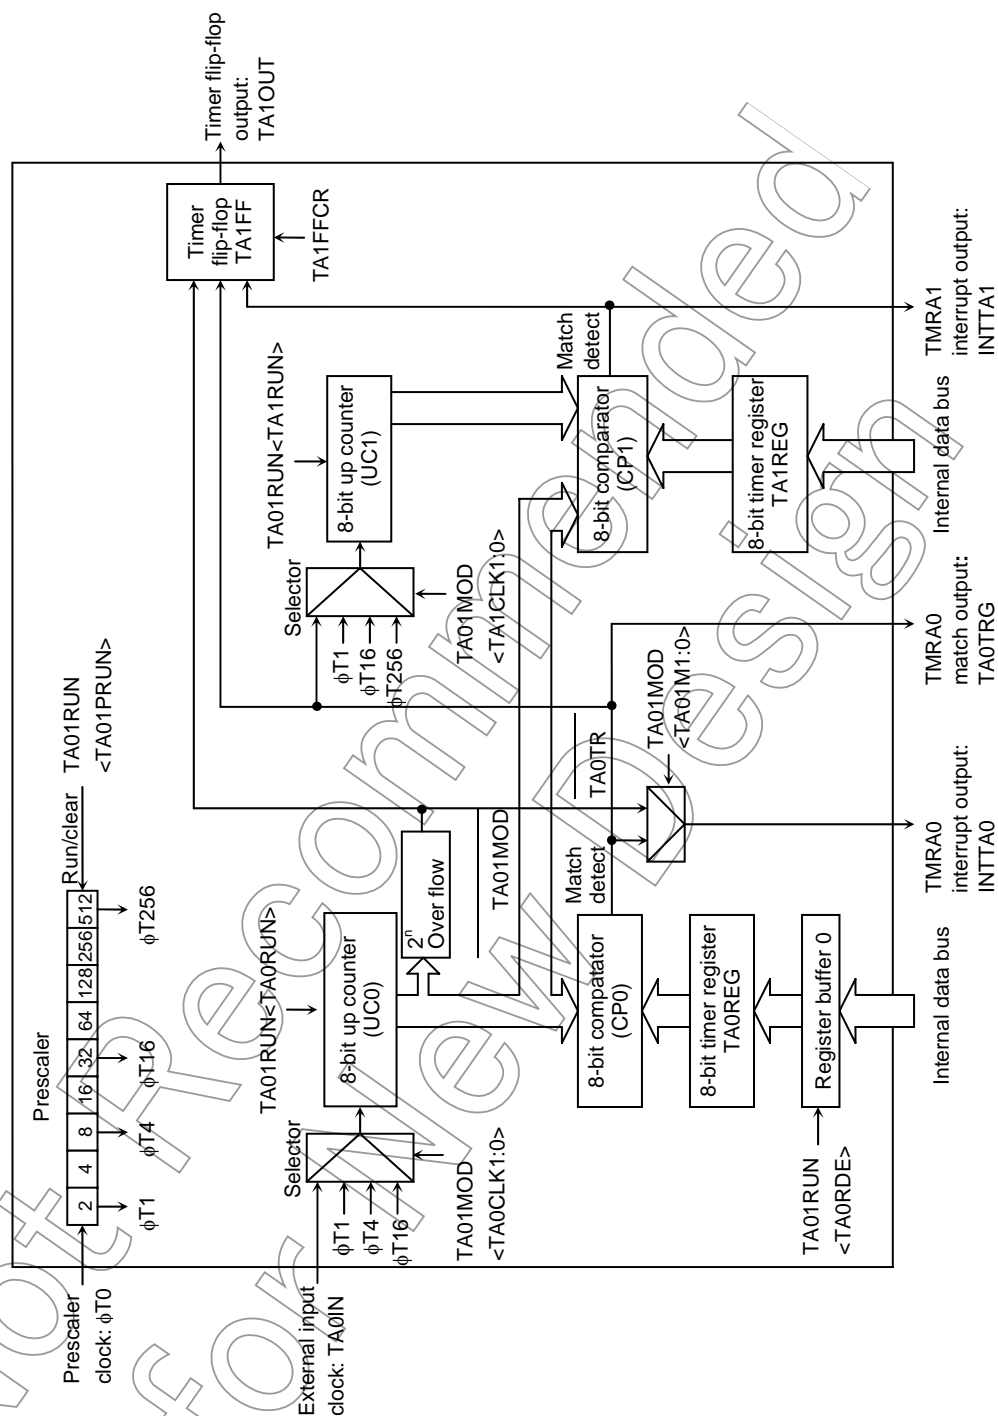 Prescaler
clock: φT0
Prescaler
2 4 8 16 32 64 128 256 512
φT1
φT4
φT16
φT256
Run/clear
TA01RUN
<TA01PRUN>
External input
clock: TA0IN
Selector
φT1
φT4
φT16
TA01MOD
<TA0CLK1:0>
TA01RUN<TA0RUN>
8-bit up counter
(UC0)
2n
Over flow
TA01MOD
TA0TR
Selector
φT1
φT16
φT256
TA01MOD
<TA1CLK1:0>
TA01RUN<TA1RUN>
8-bit up counter
(UC1)
Timer
flip-flop
TA1FF
TA1FFCR
Timer flip-flop
output:
TA1OUT
8-bit compatator
(CP0)
Match
detect
8-bit timer register
TA0REG
Register buffer 0
TA01RUN
<TA0RDE>
TA01MOD
<TA01M1:0>
8-bit comparator
(CP1)
Match
detect
8-bit timer register
TA1REG
Internal data bus
TMRA0
interrupt output:
INTTA0
TMRA0
match output:
TA0TRG
Internal data bus
TMRA1
interrupt output:
INTTA1
Not Recommended
for New Design